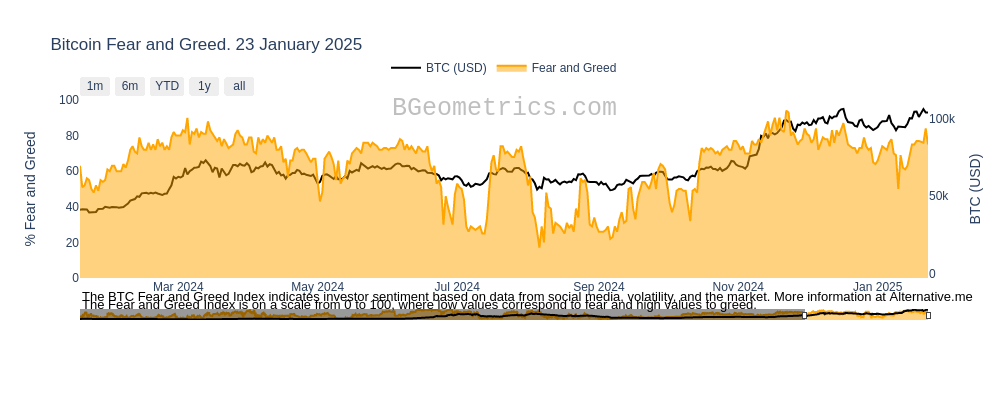 Bitcoin Fear and Greed. 23 January 2025
BTC (USD) Fear and Greed
1m 6m YTD 1y all
BGeometrics.com
100
80
60
40
20
0
% Fear and Greed
100k
50k
0
BTC (USD)
Mar 2024 May 2024 Jul 2024 Sep 2024 Nov 2024 Jan 2025
The BTC Fear and Greed Index indicates investor sentiment based on data from social media, volatility, and the market. More information at Alternative.me
The Fear and Greed Index is on a scale from 0 to 100, where low values correspond to fear and high values to greed.